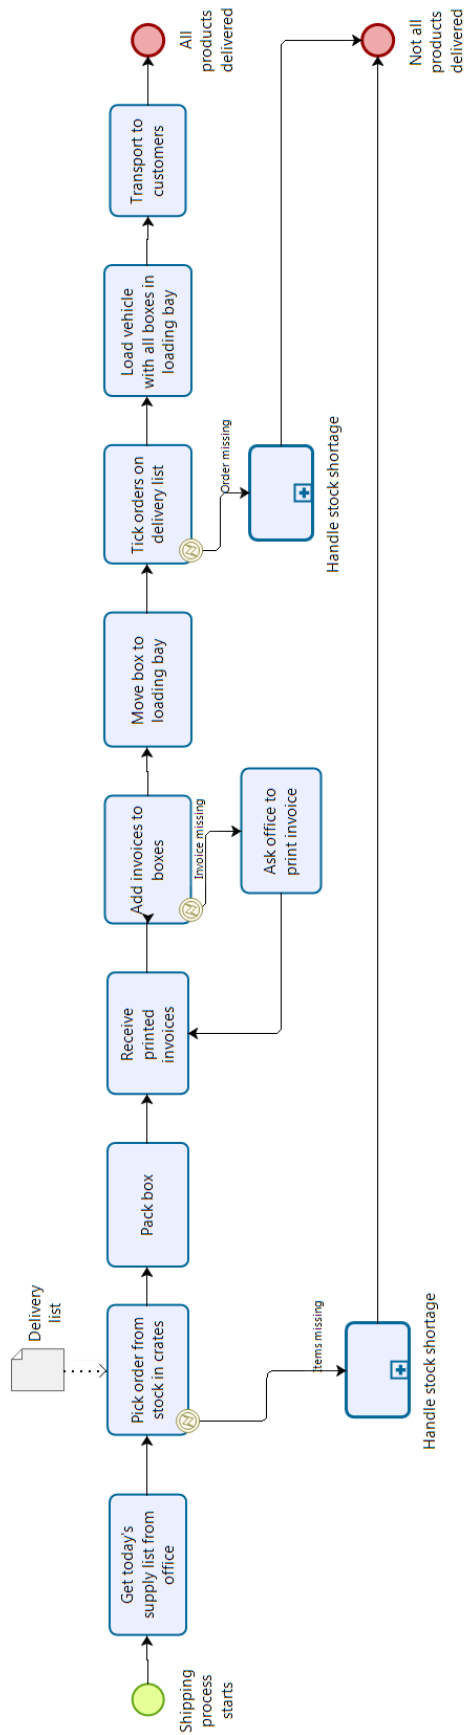 Shipping
process
starts
Get today's
supply list from
office
Delivery
list
Pick order from
stock in crates
Items missing
Handle stock shortage
Pack box
Receive
printed
invoices
Add invoices to
boxes
Invoice missing
Ask office to
print invoice
Move box to
loading bay
Tick orders on
delivery list
Order missing
Handle stock shortage
Load vehicle
with all boxes in
loading bay
Transport to
customers
All
products
delivered
Not all
products
delivered